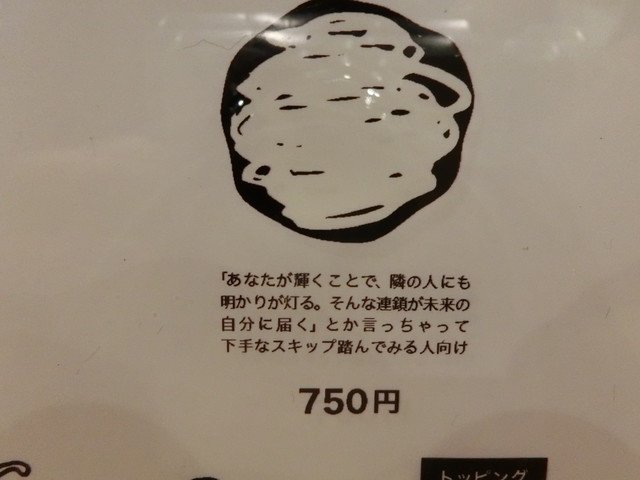 「あなたが輝くことで、隣の人にも
明かりが灯る。そんな連鎖が未来の
自分に届く」とか言っちゃって
下手なスキップ踏んでみる人向け
750円
トッピング